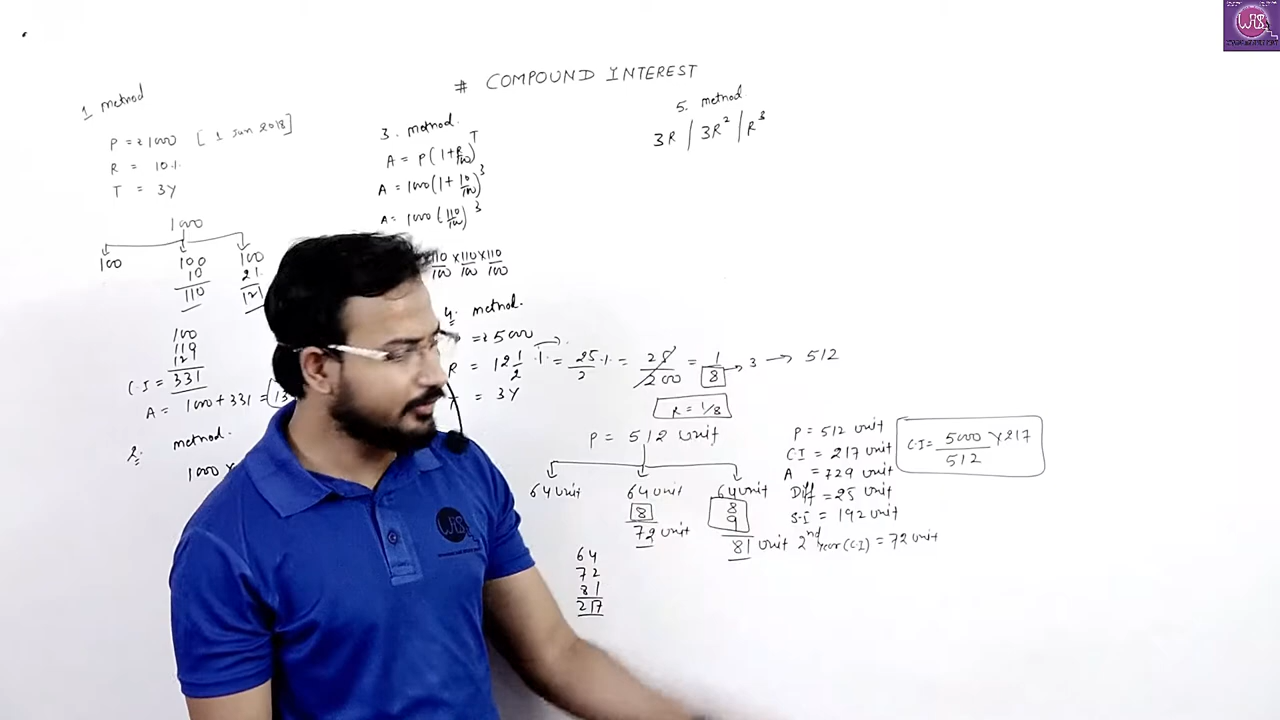 # COMPOUND INTEREST
1 method
P = ₹1000 [1 Jan 2018]
R = 10%
T = 3Y
1000
100 100 100
10 21
110 121
100
110
121
C.I = 331
A = 1000 + 331 =
2. method
1000 x
3. method.
A = P(1+R/100)^T
A = 1000(1+10/100)^3
A = 1000(110/100)^3
110/100 x 110/100 x 110/100
4. method.
= ₹5000
R = 12 1/2 % = 25/2 % = 25/200 = 1/8 → 3 → 512
T = 3Y
R = 1/8
P = 512 unit
64 unit 64 unit 64 unit
8 8
72 unit 9
81 unit
64
72
81
217
P = 512 unit
C.I = 217 unit
A = 729 unit
Diff = 25 unit
S.I = 192 unit
2nd year (C.I) = 72 unit
C.I = 5000/512 x 217
5. method.
3R / 3R² / R³
WFS